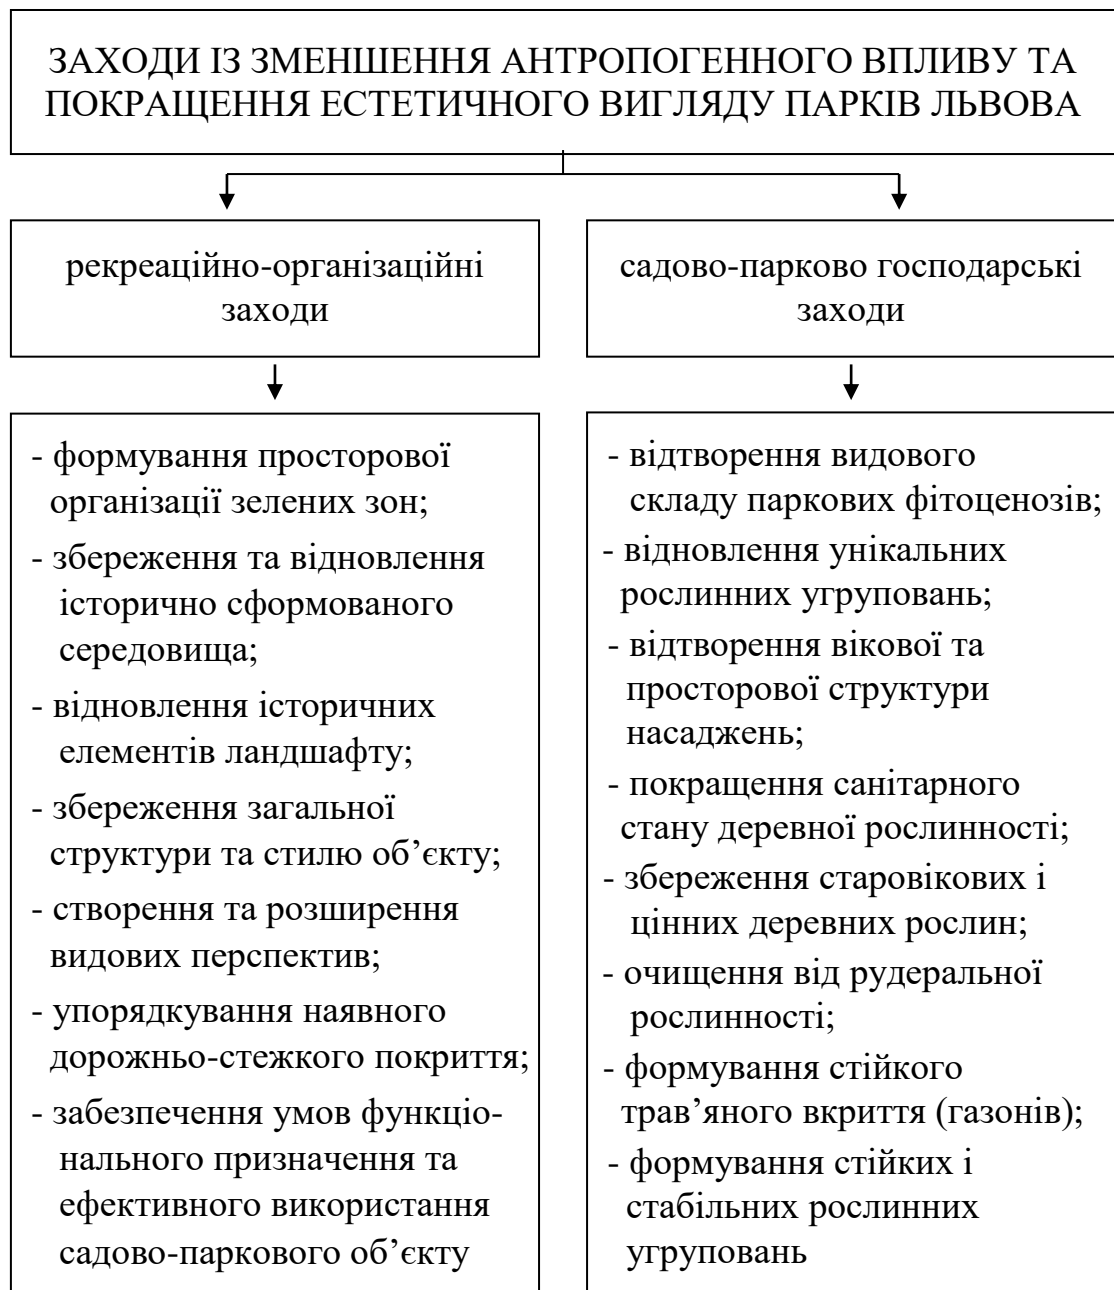 ЗАХОДИ ІЗ ЗМЕНШЕННЯ АНТРОПОГЕННОГО ВПЛИВУ ТА
ПОКРАЩЕННЯ ЕСТЕТИЧНОГО ВИГЛЯДУ ПАРКІВ ЛЬВОВА
рекреаційно-організаційні
заходи
садово-парково господарські
заходи
- формування просторової
організації зелених зон;
- збереження та відновлення
історично сформованого
середовища;
- відновлення історичних
елементів ландшафту;
- збереження загальної
структури та стилю об’єкту;
- створення та розширення
видових перспектив;
- упорядкування наявного
дорожньо-стежкого покриття;
- забезпечення умов функціо-
нального призначення та
ефективного використання
садово-паркового об’єкту
- відтворення видового
складу паркових фітоценозів;
- відновлення унікальних
рослинних угруповань;
- відтворення вікової та
просторової структури
насаджень;
- покращення санітарного
стану деревної рослинності;
- збереження старовікових і
цінних деревних рослин;
- очищення від рудеральної
рослинності;
- формування стійкого
трав’яного вкриття (газонів);
- формування стійких і
стабільних рослинних
угруповань